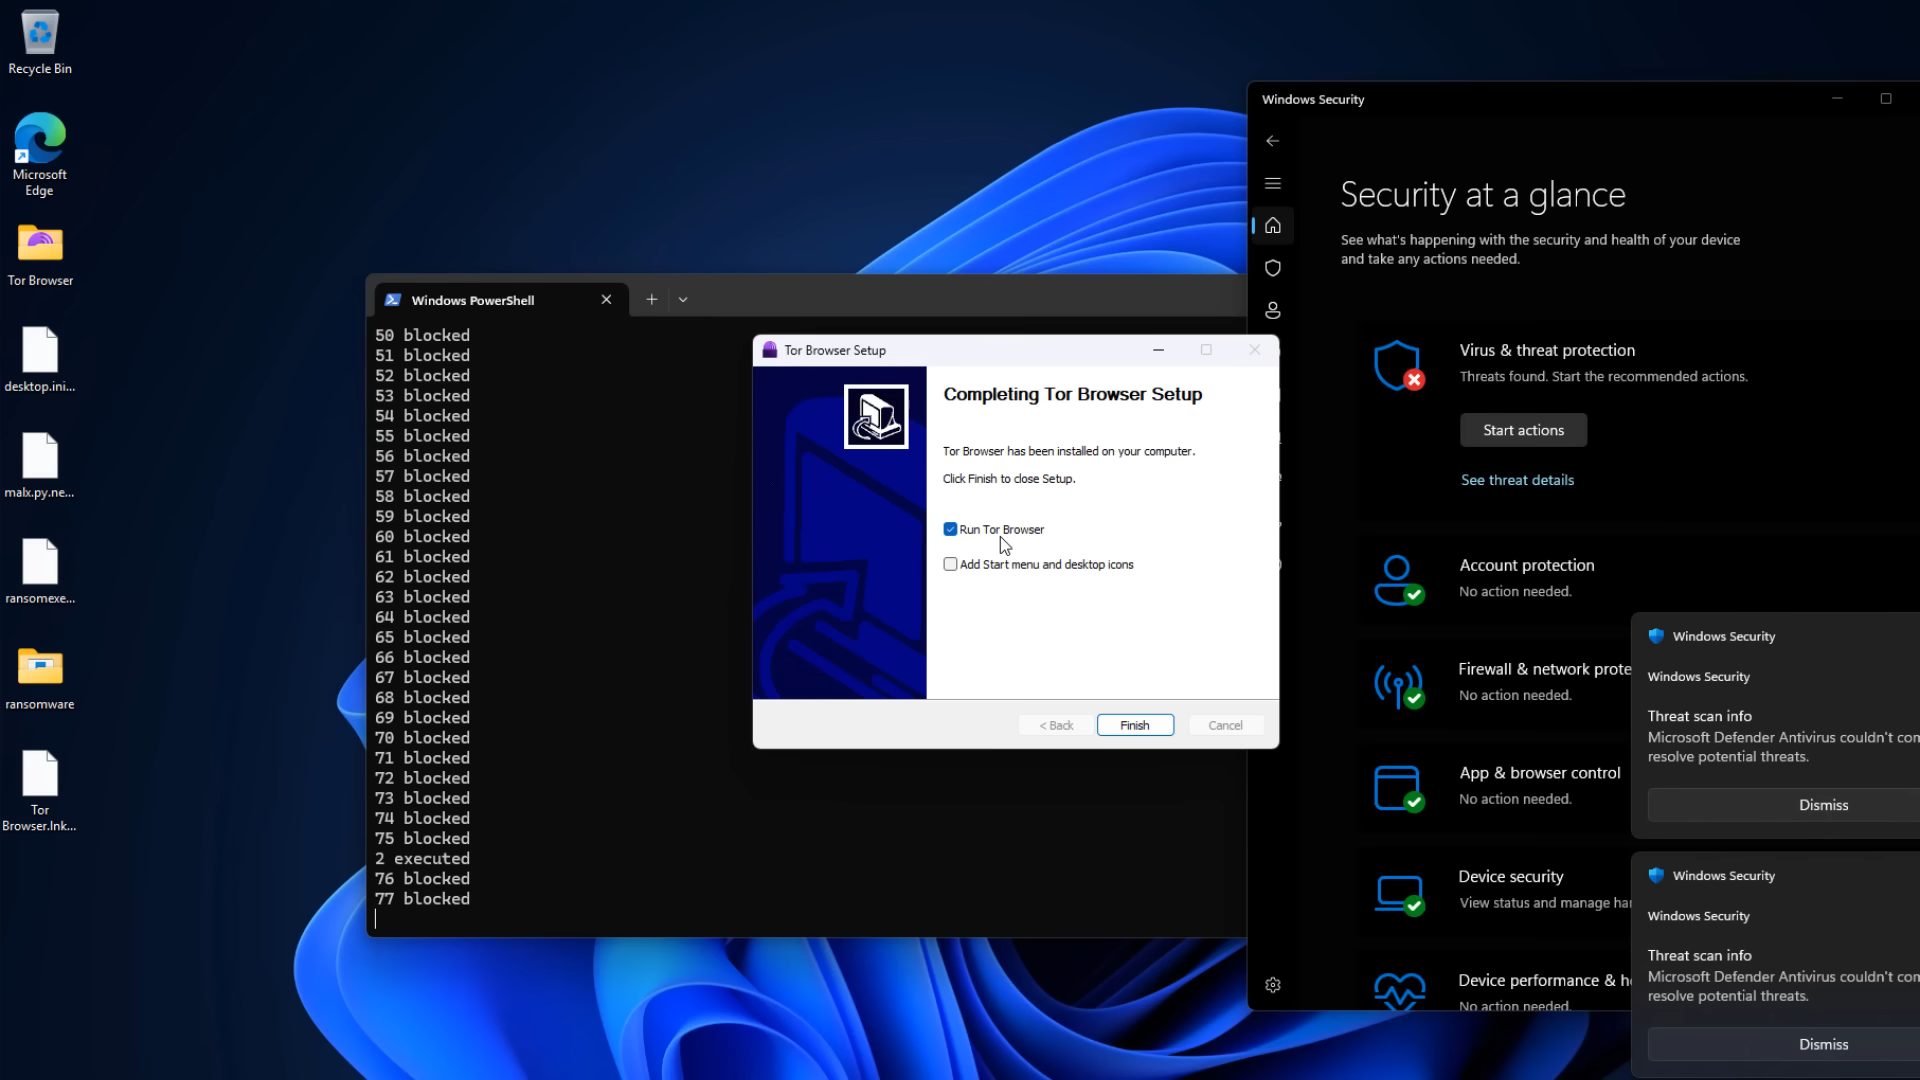 Recycle Bin
Microsoft
Edge
Tor Browser
desktop.ini...
malx.py.ne...
ransomexe...
ransomware
Tor
Browser.lnk...
Windows PowerShell
50 blocked
51 blocked
52 blocked
53 blocked
54 blocked
55 blocked
56 blocked
57 blocked
58 blocked
59 blocked
60 blocked
61 blocked
62 blocked
63 blocked
64 blocked
65 blocked
66 blocked
67 blocked
68 blocked
69 blocked
70 blocked
71 blocked
72 blocked
73 blocked
74 blocked
75 blocked
2 executed
76 blocked
77 blocked
Tor Browser Setup
Completing Tor Browser Setup
Tor Browser has been installed on your computer.
Click Finish to close Setup.
Run Tor Browser
Add Start menu and desktop icons
< Back
Finish
Cancel
Windows Security
Security at a glance
See what's happening with the security and health of your device
and take any actions needed.
Virus & threat protection
Threats found. Start the recommended actions.
Start actions
See threat details
Account protection
No action needed.
Firewall & network prote
No action needed.
App & browser control
No action needed.
Device security
View status and manage har
Device performance & he
No action needed.
Windows Security
Windows Security
Threat scan info
Microsoft Defender Antivirus couldn't com
resolve potential threats.
Dismiss
Windows Security
Windows Security
Threat scan info
Microsoft Defender Antivirus couldn't com
resolve potential threats.
Dismiss